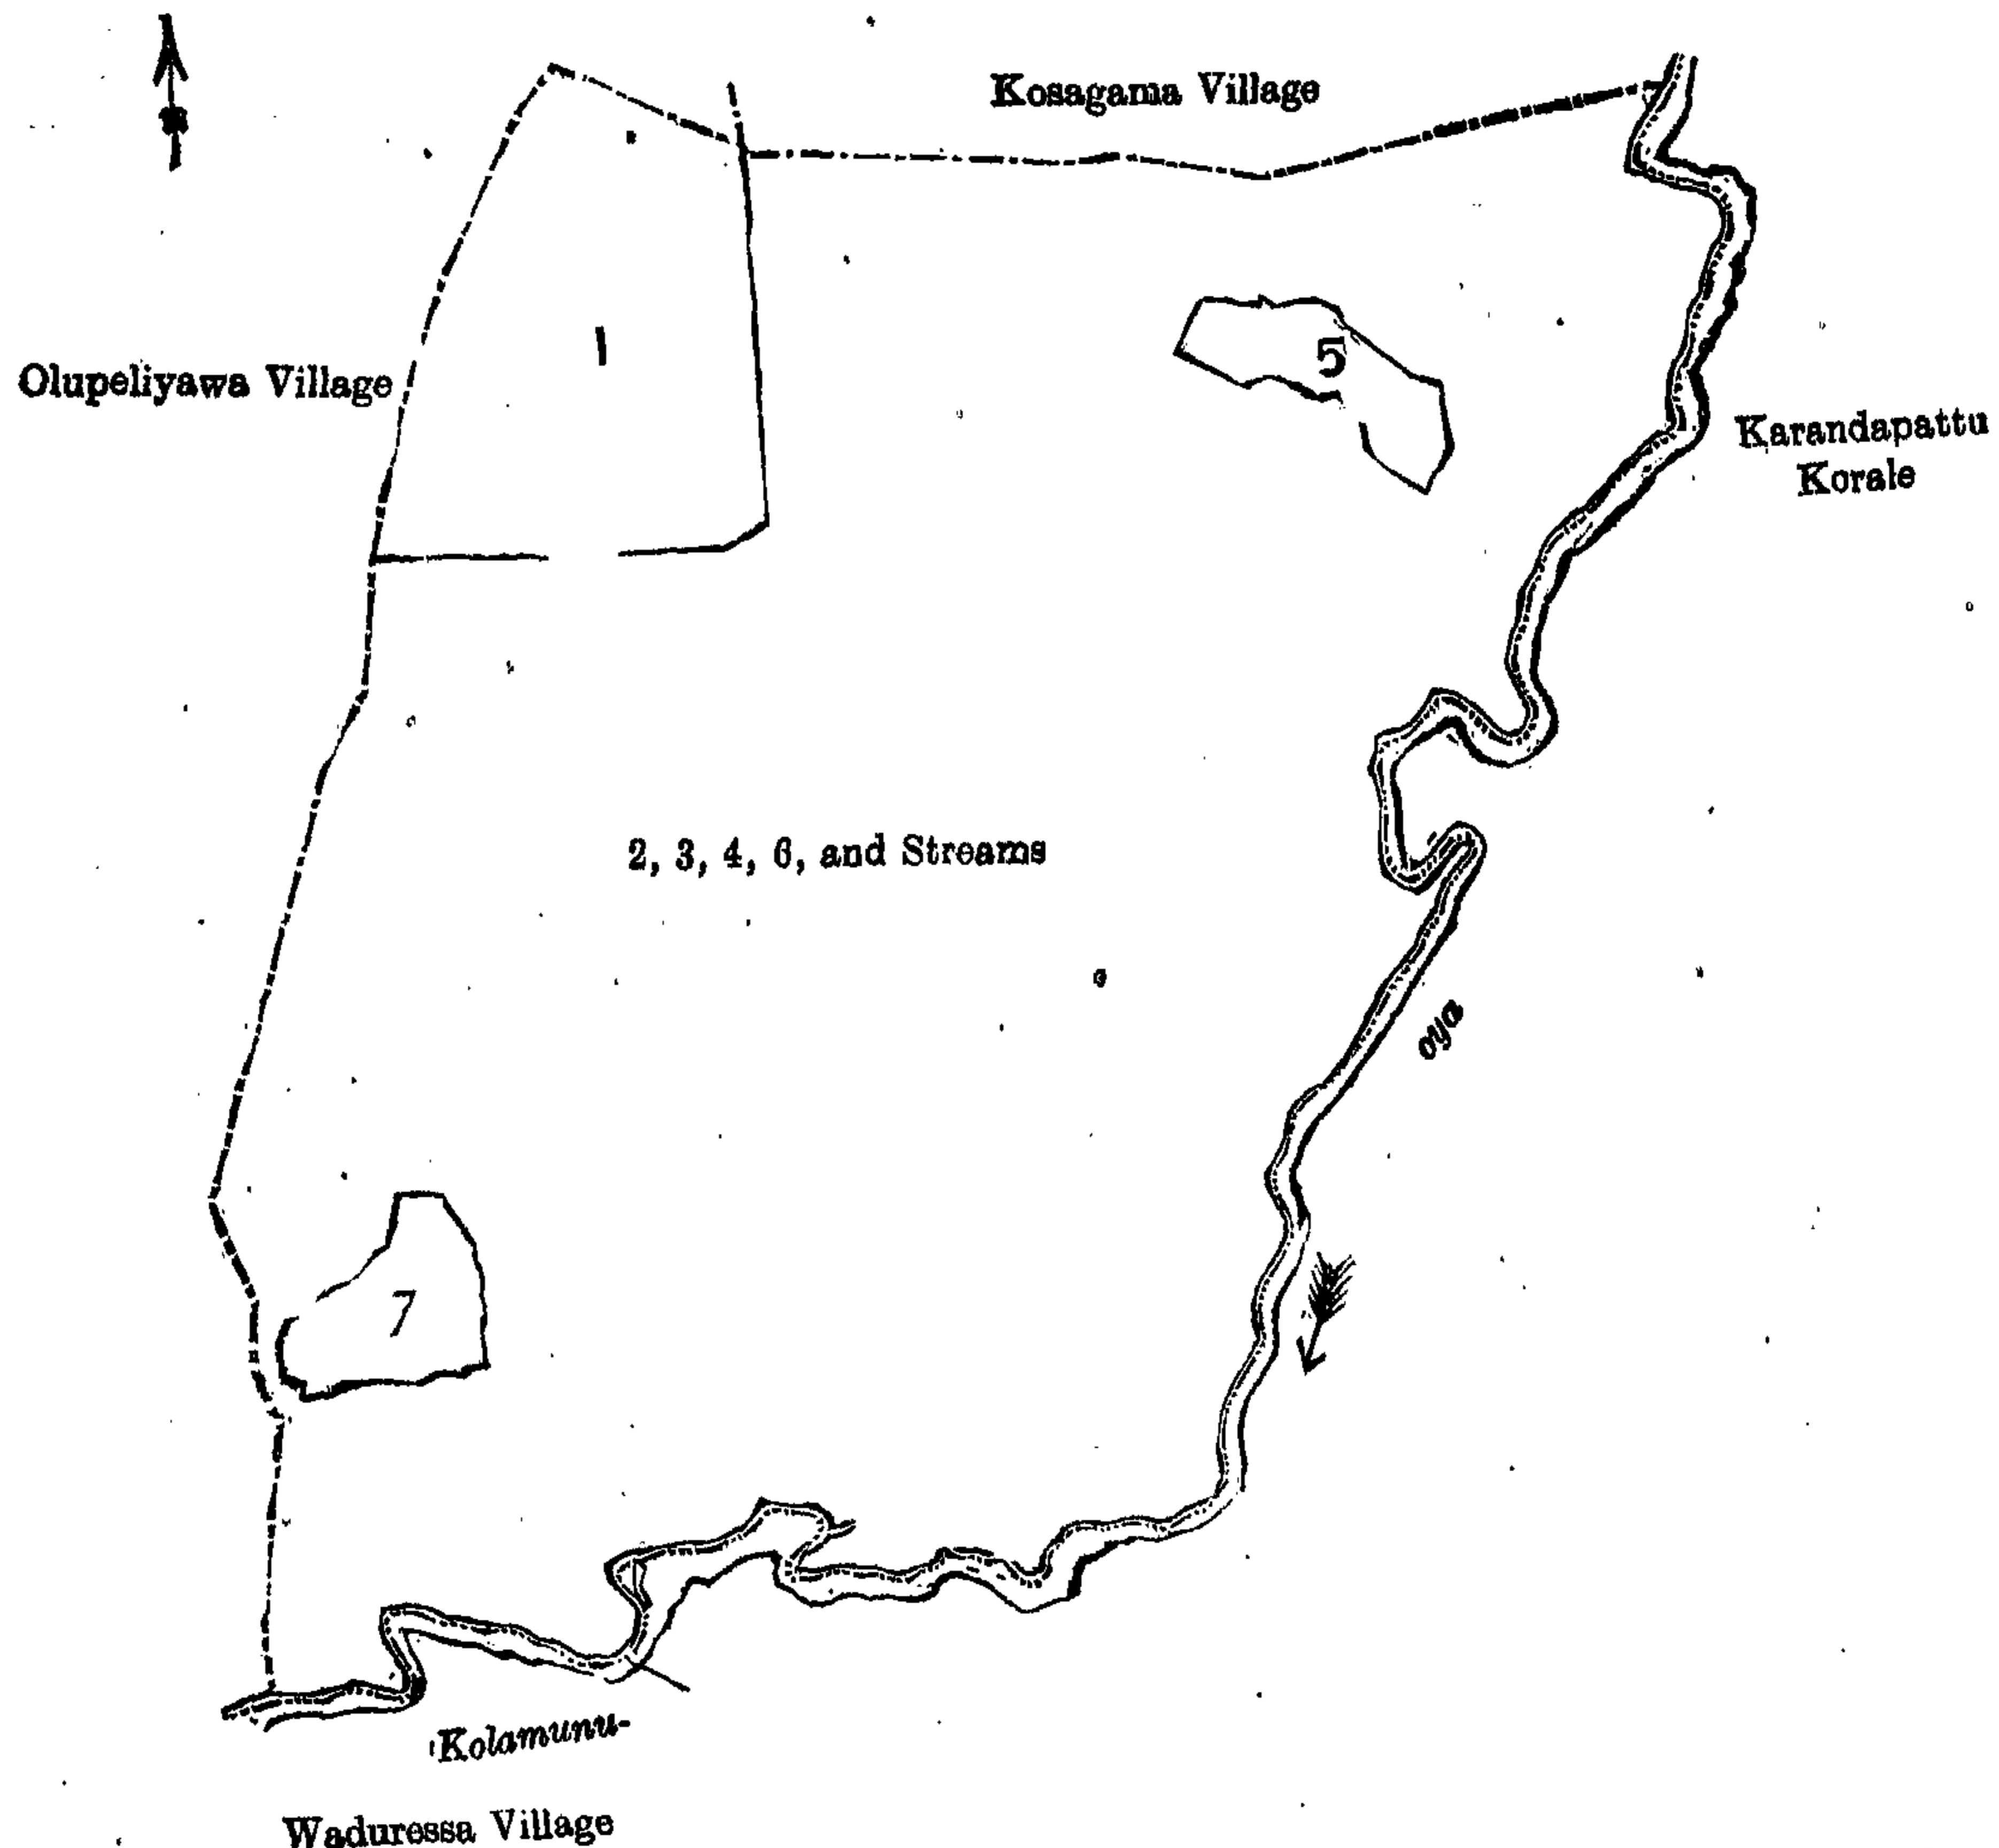 Kosagama Village
1
5
Olupeliyawa Village
Karandapattu
Korale
2, 3, 4, 6, and Streams
oya
7
Kolamunu-
Waduressa Village